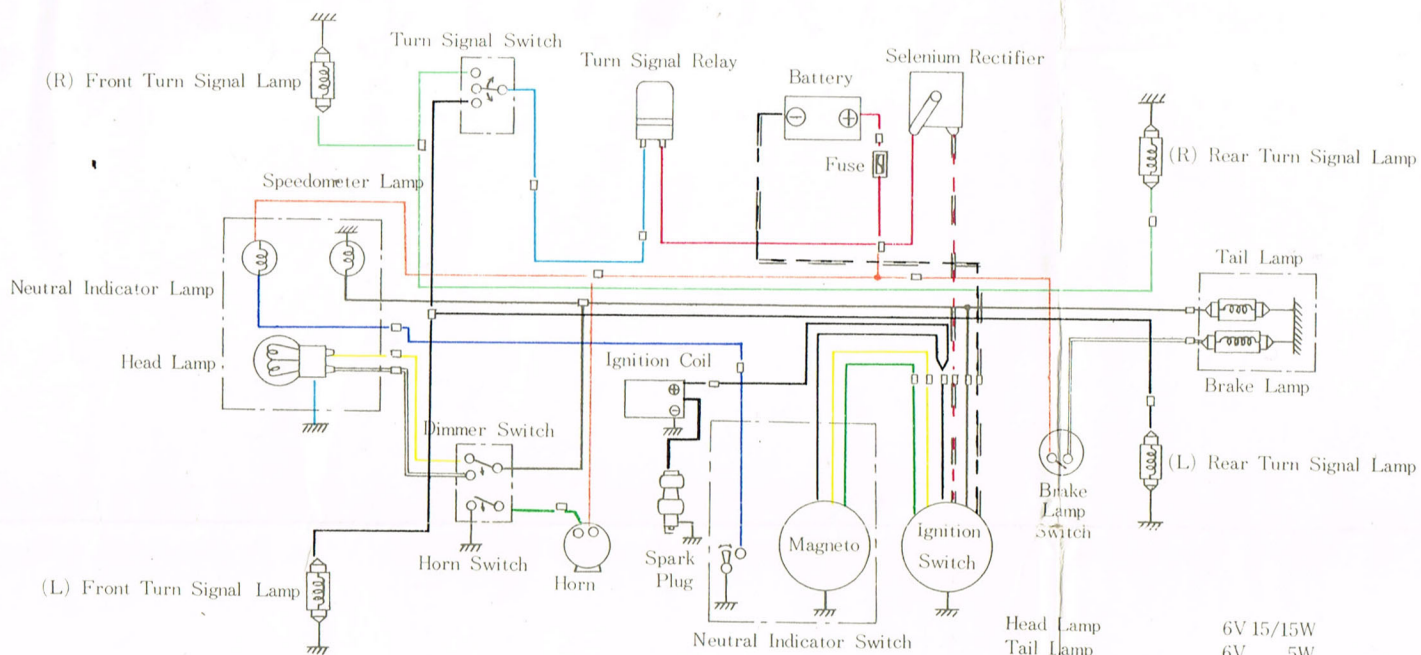 Turn Signal Switch
Turn Signal Relay
Battery
Selenium Rectifier
(R) Front Turn Signal Lamp
Fuse
(R) Rear Turn Signal Lamp
Speedometer Lamp
Tail Lamp
Neutral Indicator Lamp
Head Lamp
Ignition Coil
Brake Lamp
Dimmer Switch
(L) Rear Turn Signal Lamp
Brake
Lamp
Switch
Magneto
Ignition
Switch
Horn Switch
Horn
Spark
Plug
(L) Front Turn Signal Lamp
Neutral Indicator Switch
Head Lamp 6V 15/15W
Tail Lamp 6V 5W